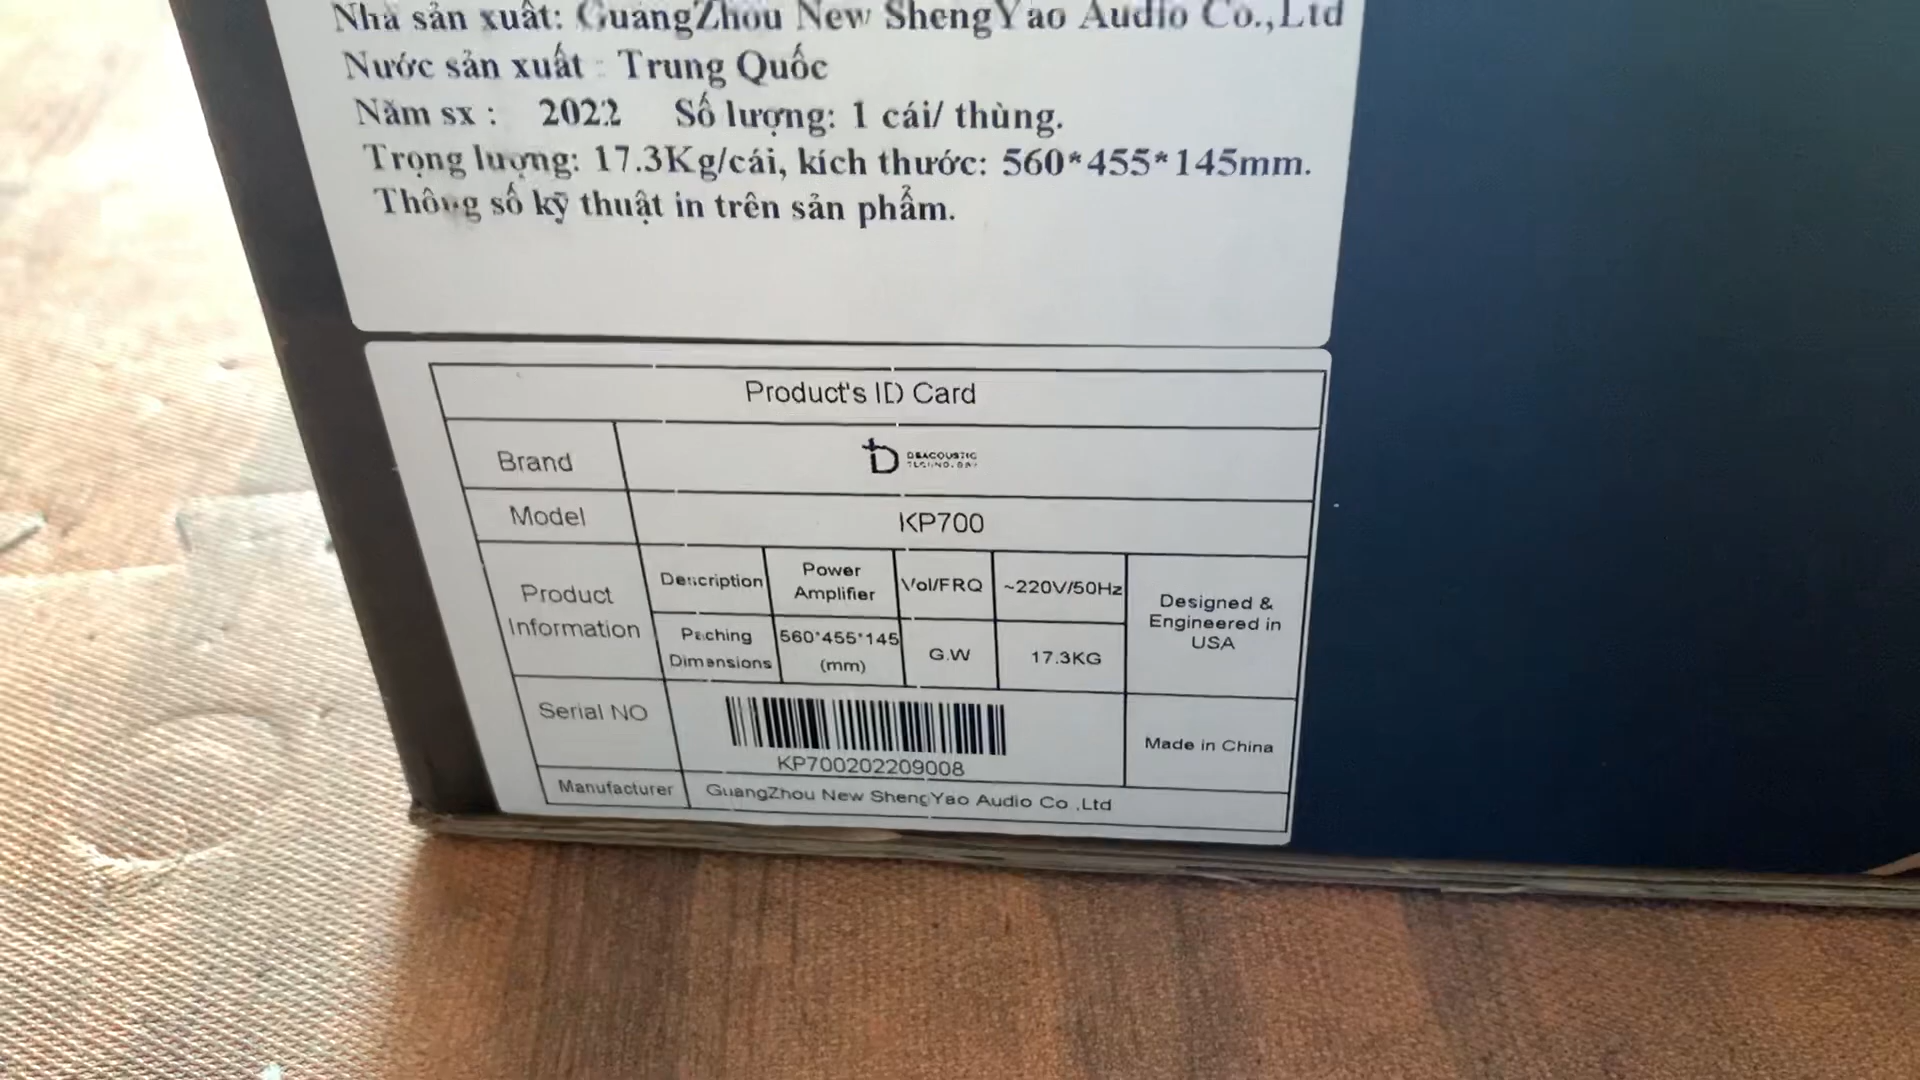 Nhà sản xuất: GuangZhou New ShengYao Audio Co.,Ltd
Nước sản xuất : Trung Quốc
Năm sx : 2022 Số lượng: 1 cái/ thùng.
Trọng lượng: 17.3Kg/cái, kích thước: 560*455*145mm.
Thông số kỹ thuật in trên sản phẩm.
Product's ID Card
Brand
DBACOUSTIC
TECHNOLOGY
Model KP700
Product Information
Description Power Amplifier Vol/FRQ ~220V/50Hz
Paching Dimensions 560*455*145 (mm) G.W 17.3KG
Designed & Engineered in USA
Serial NO
KP700202209008
Made in China
Manufacturer GuangZhou New ShengYao Audio Co .,Ltd